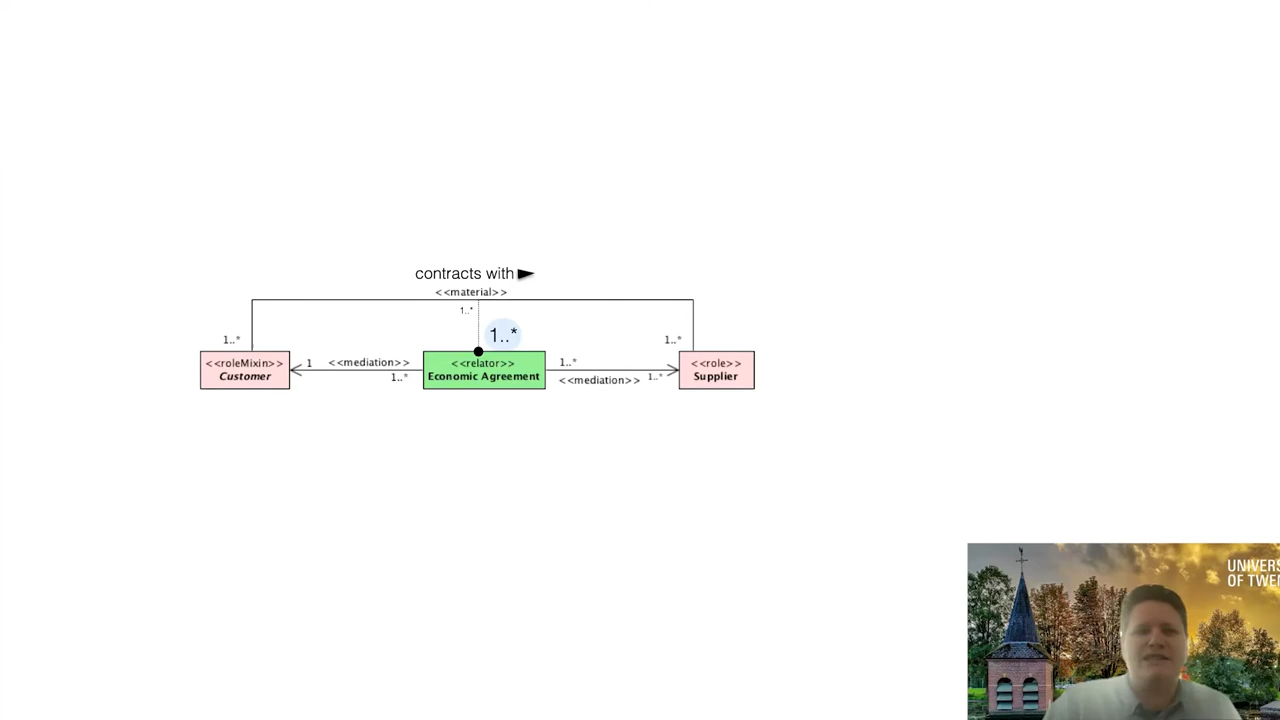 contracts with ►
<<material>>
1..*
1..*
1..*
1..*
<<roleMixin>>
Customer
1
<<mediation>>
1..*
<<relator>>
Economic Agreement
1..*
<<mediation>>
1..*
<<role>>
Supplier
UNIVERS
OF TWEN